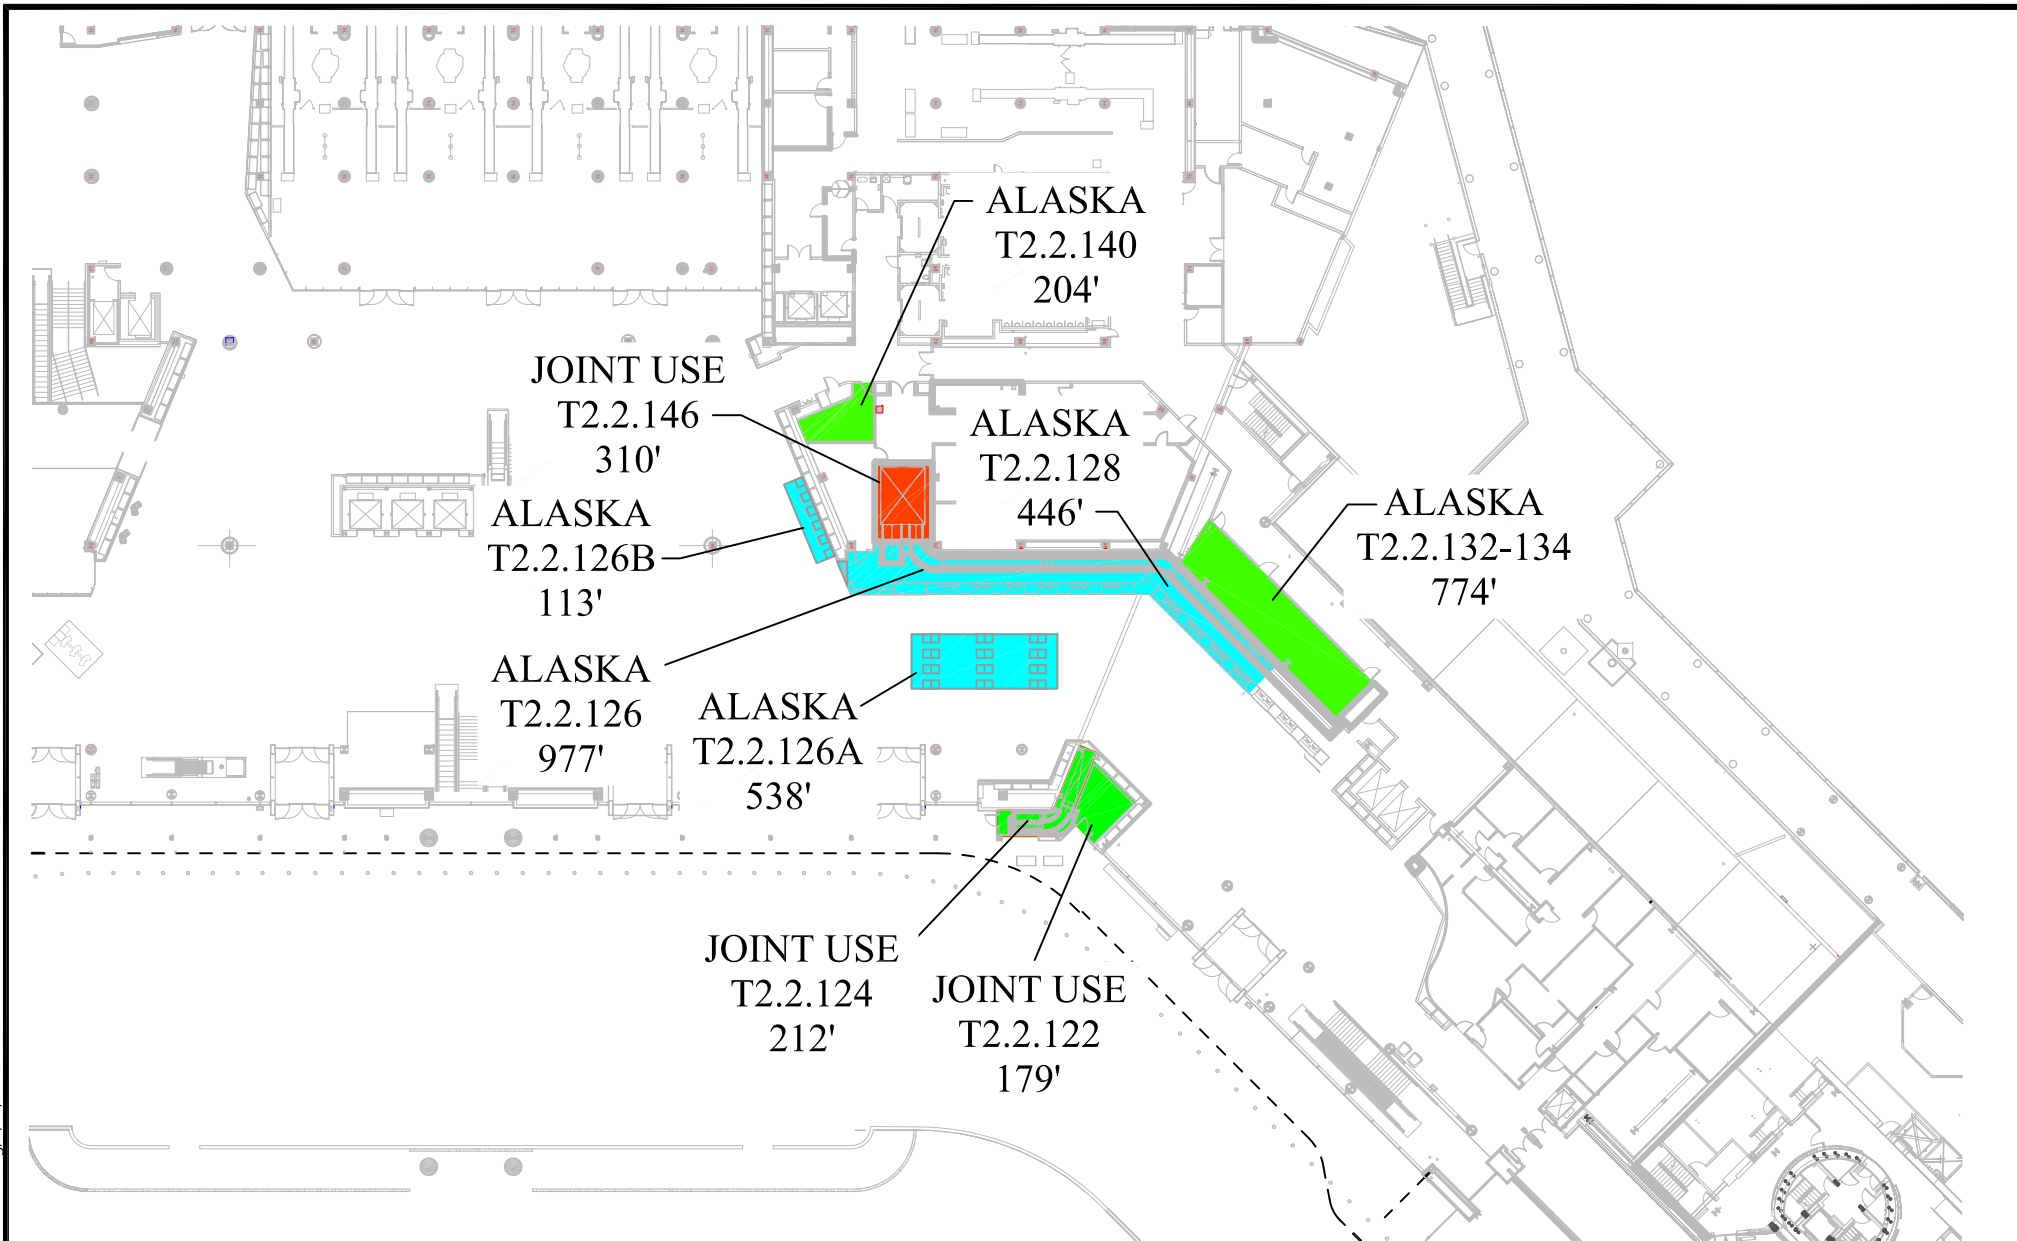 ALASKA
T2.2.140
204'
JOINT USE
T2.2.146
310'
ALASKA
T2.2.128
446'
ALASKA
T2.2.132-134
774'
ALASKA
T2.2.126B
113'
ALASKA
T2.2.126
977'
ALASKA
T2.2.126A
538'
JOINT USE
T2.2.124
212'
JOINT USE
T2.2.122
179'